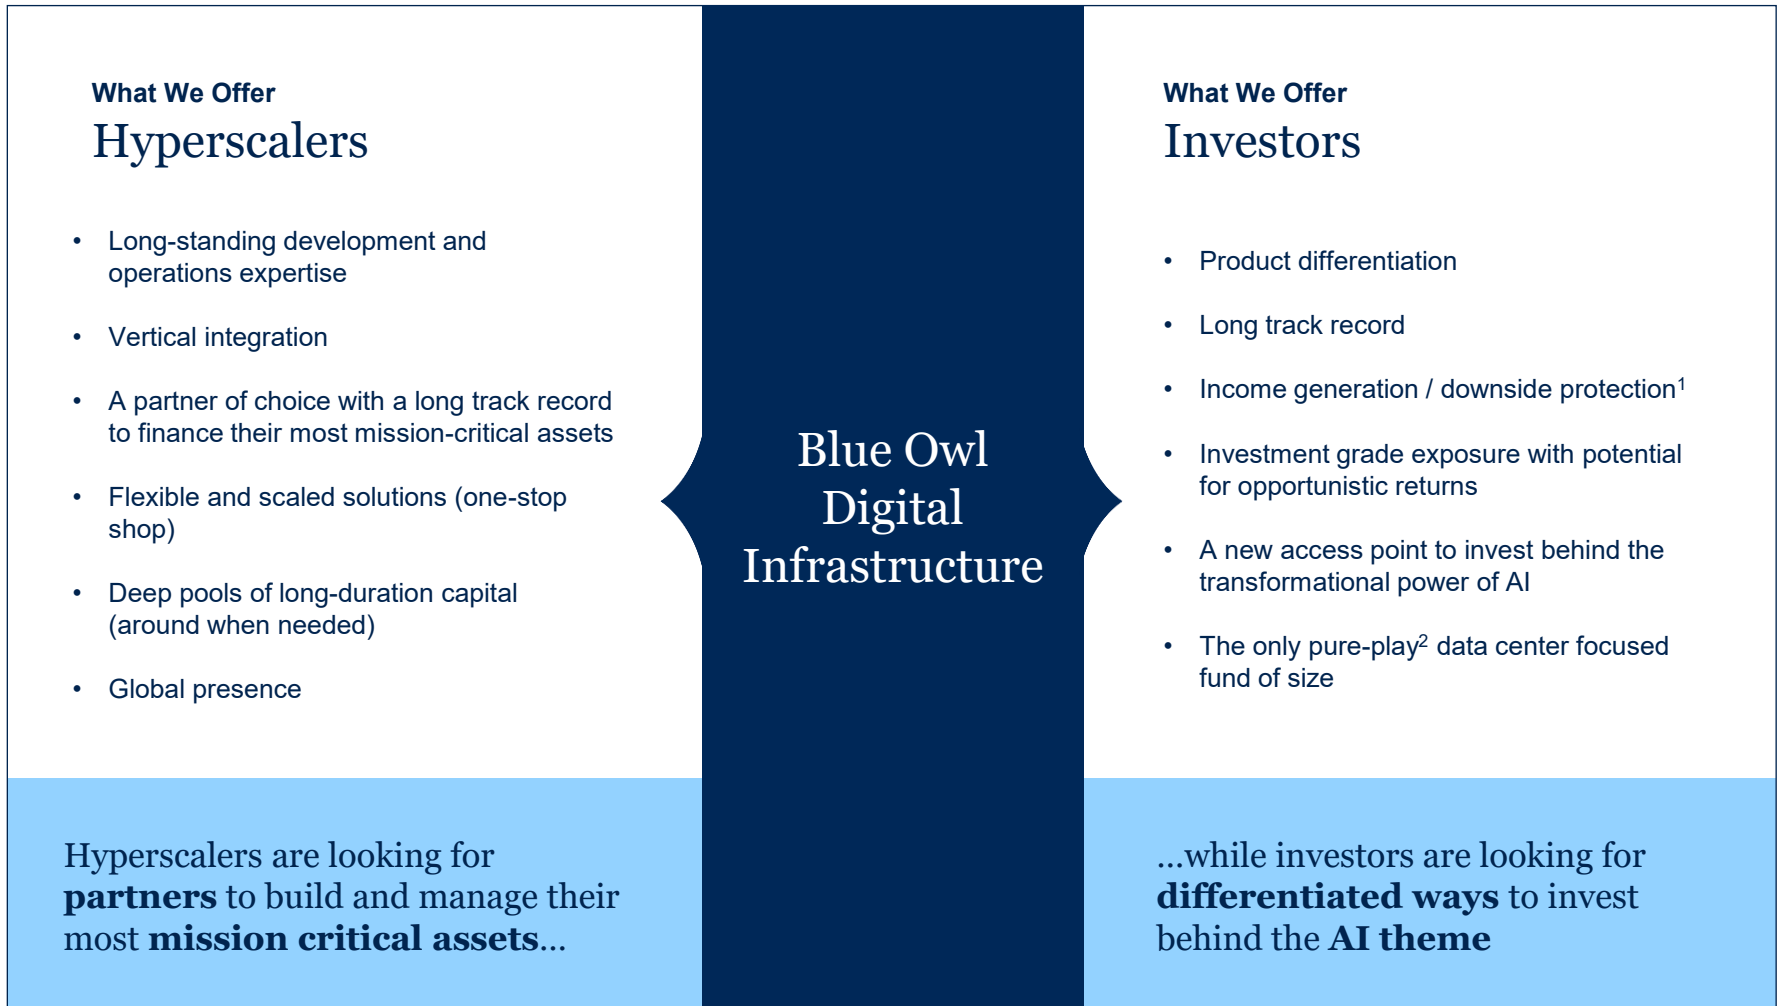 What We Offer
Hyperscalers
• Long-standing development and
operations expertise
• Vertical integration
• A partner of choice with a long track record
to finance their most mission-critical assets
• Flexible and scaled solutions (one-stop
shop)
• Deep pools of long-duration capital
(around when needed)
• Global presence
Hyperscalers are looking for
partners to build and manage their
most mission critical assets…
Blue Owl
Digital
Infrastructure
What We Offer
Investors
• Product differentiation
• Long track record
• Income generation / downside protection¹
• Investment grade exposure with potential
for opportunistic returns
• A new access point to invest behind the
transformational power of AI
• The only pure-play² data center focused
fund of size
…while investors are looking for
differentiated ways to invest
behind the AI theme